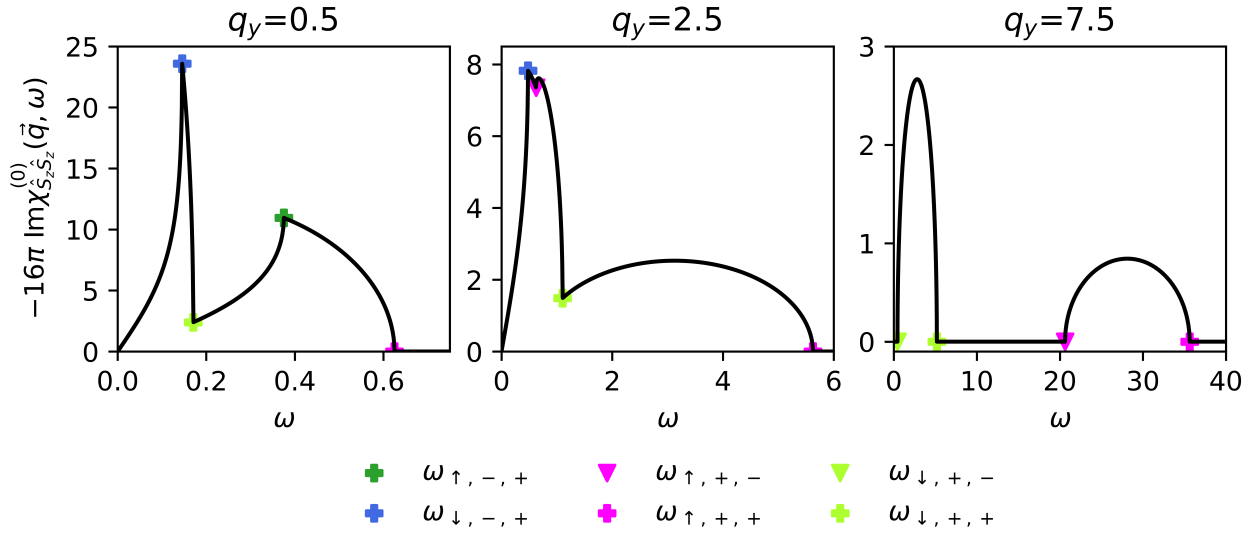 q_y=0.5
q_y=2.5
q_y=7.5
−16π Imχ^{(0)}_{Ŝ_zŜ_z}(q⃗, ω)
25
20
15
10
5
0
0.0 0.2 0.4 0.6
ω
8
6
4
2
0
0 2 4 6
ω
3
2
1
0
0 10 20 30 40
ω
ω_{↑, −, +}
ω_{↑, +, −}
ω_{↓, +, −}
ω_{↓, −, +}
ω_{↑, +, +}
ω_{↓, +, +}